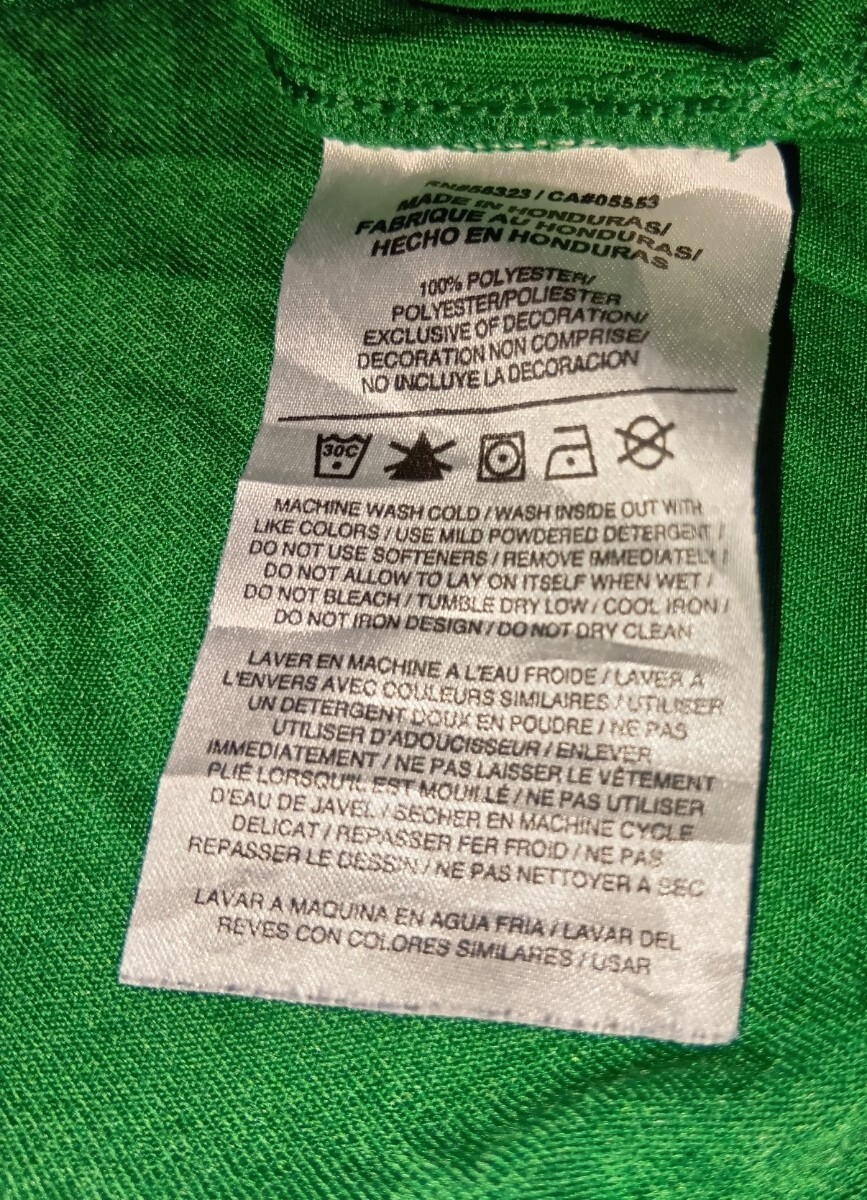 RN#56323 / CA#05553
MADE IN HONDURAS/
FABRIQUE AU HONDURAS/
HECHO EN HONDURAS
100% POLYESTER/
POLYESTER/POLIESTER
EXCLUSIVE OF DECORATION/
DECORATION NON COMPRISE/
NO INCLUYE LA DECORACION
30C
MACHINE WASH COLD / WASH INSIDE OUT WITH
LIKE COLORS / USE MILD POWDERED DETERGENT /
DO NOT USE SOFTENERS / REMOVE IMMEDIATELY /
DO NOT ALLOW TO LAY ON ITSELF WHEN WET /
DO NOT BLEACH / TUMBLE DRY LOW / COOL IRON /
DO NOT IRON DESIGN / DO NOT DRY CLEAN
LAVER EN MACHINE A L'EAU FROIDE / LAVER A
L'ENVERS AVEC COULEURS SIMILAIRES / UTILISER
UN DETERGENT DOUX EN POUDRE / NE PAS
UTILISER D'ADOUCISSEUR / ENLEVER
IMMEDIATEMENT / NE PAS LAISSER LE VÊTEMENT
PLIÉ LORSQU'IL EST MOUILLÉ / NE PAS UTILISER
D'EAU DE JAVEL / SECHER EN MACHINE CYCLE
DELICAT / REPASSER FER FROID / NE PAS
REPASSER LE DESSIN / NE PAS NETTOYER A SEC
LAVAR A MAQUINA EN AGUA FRIA / LAVAR DEL
REVES CON COLORES SIMILARES / USAR